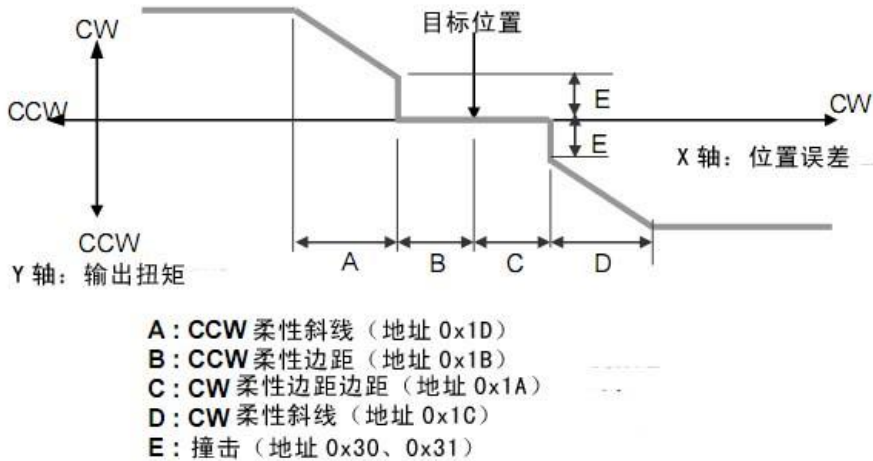 CW
目标位置
CCW
E
CW
E
X 轴：位置误差
CCW
A
B
C
D
Y 轴：输出扭矩
A：CCW 柔性斜线（地址 0x1D）
B：CCW 柔性边距（地址 0x1B）
C：CW 柔性边距边距（地址 0x1A）
D：CW 柔性斜线（地址 0x1C）
E：撞击（地址 0x30、0x31）